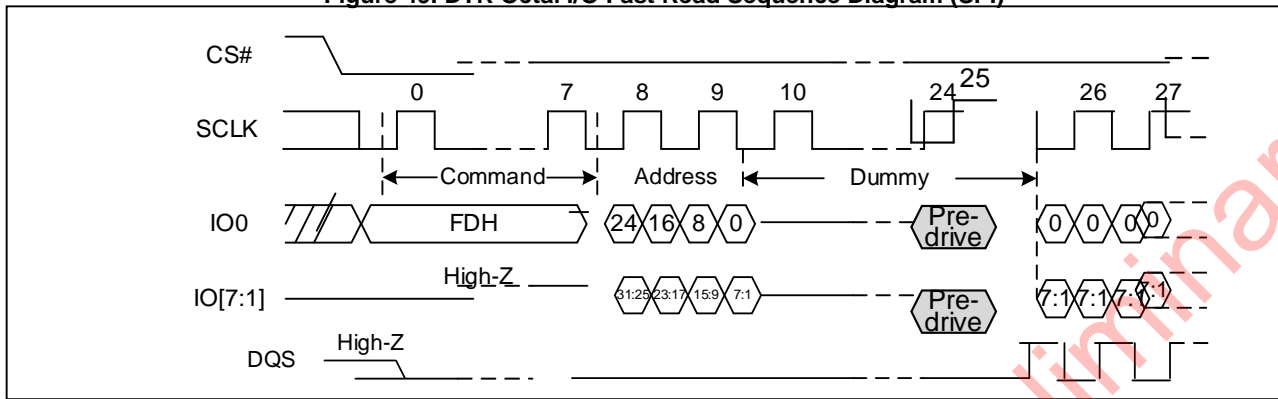 Figure 49. DTR Octal I/O Fast Read Sequence Diagram (SPI)
CS#
0 7 8 9 10 24 25 26 27
SCLK
Command Address Dummy
IO0 FDH 24 16 8 0 Pre-drive 0 0 0 0
High-Z
IO[7:1] 31:25 23:17 15:9 7:1 Pre-drive 7:1 7:1 7:1 7:1
High-Z
DQS
liminar